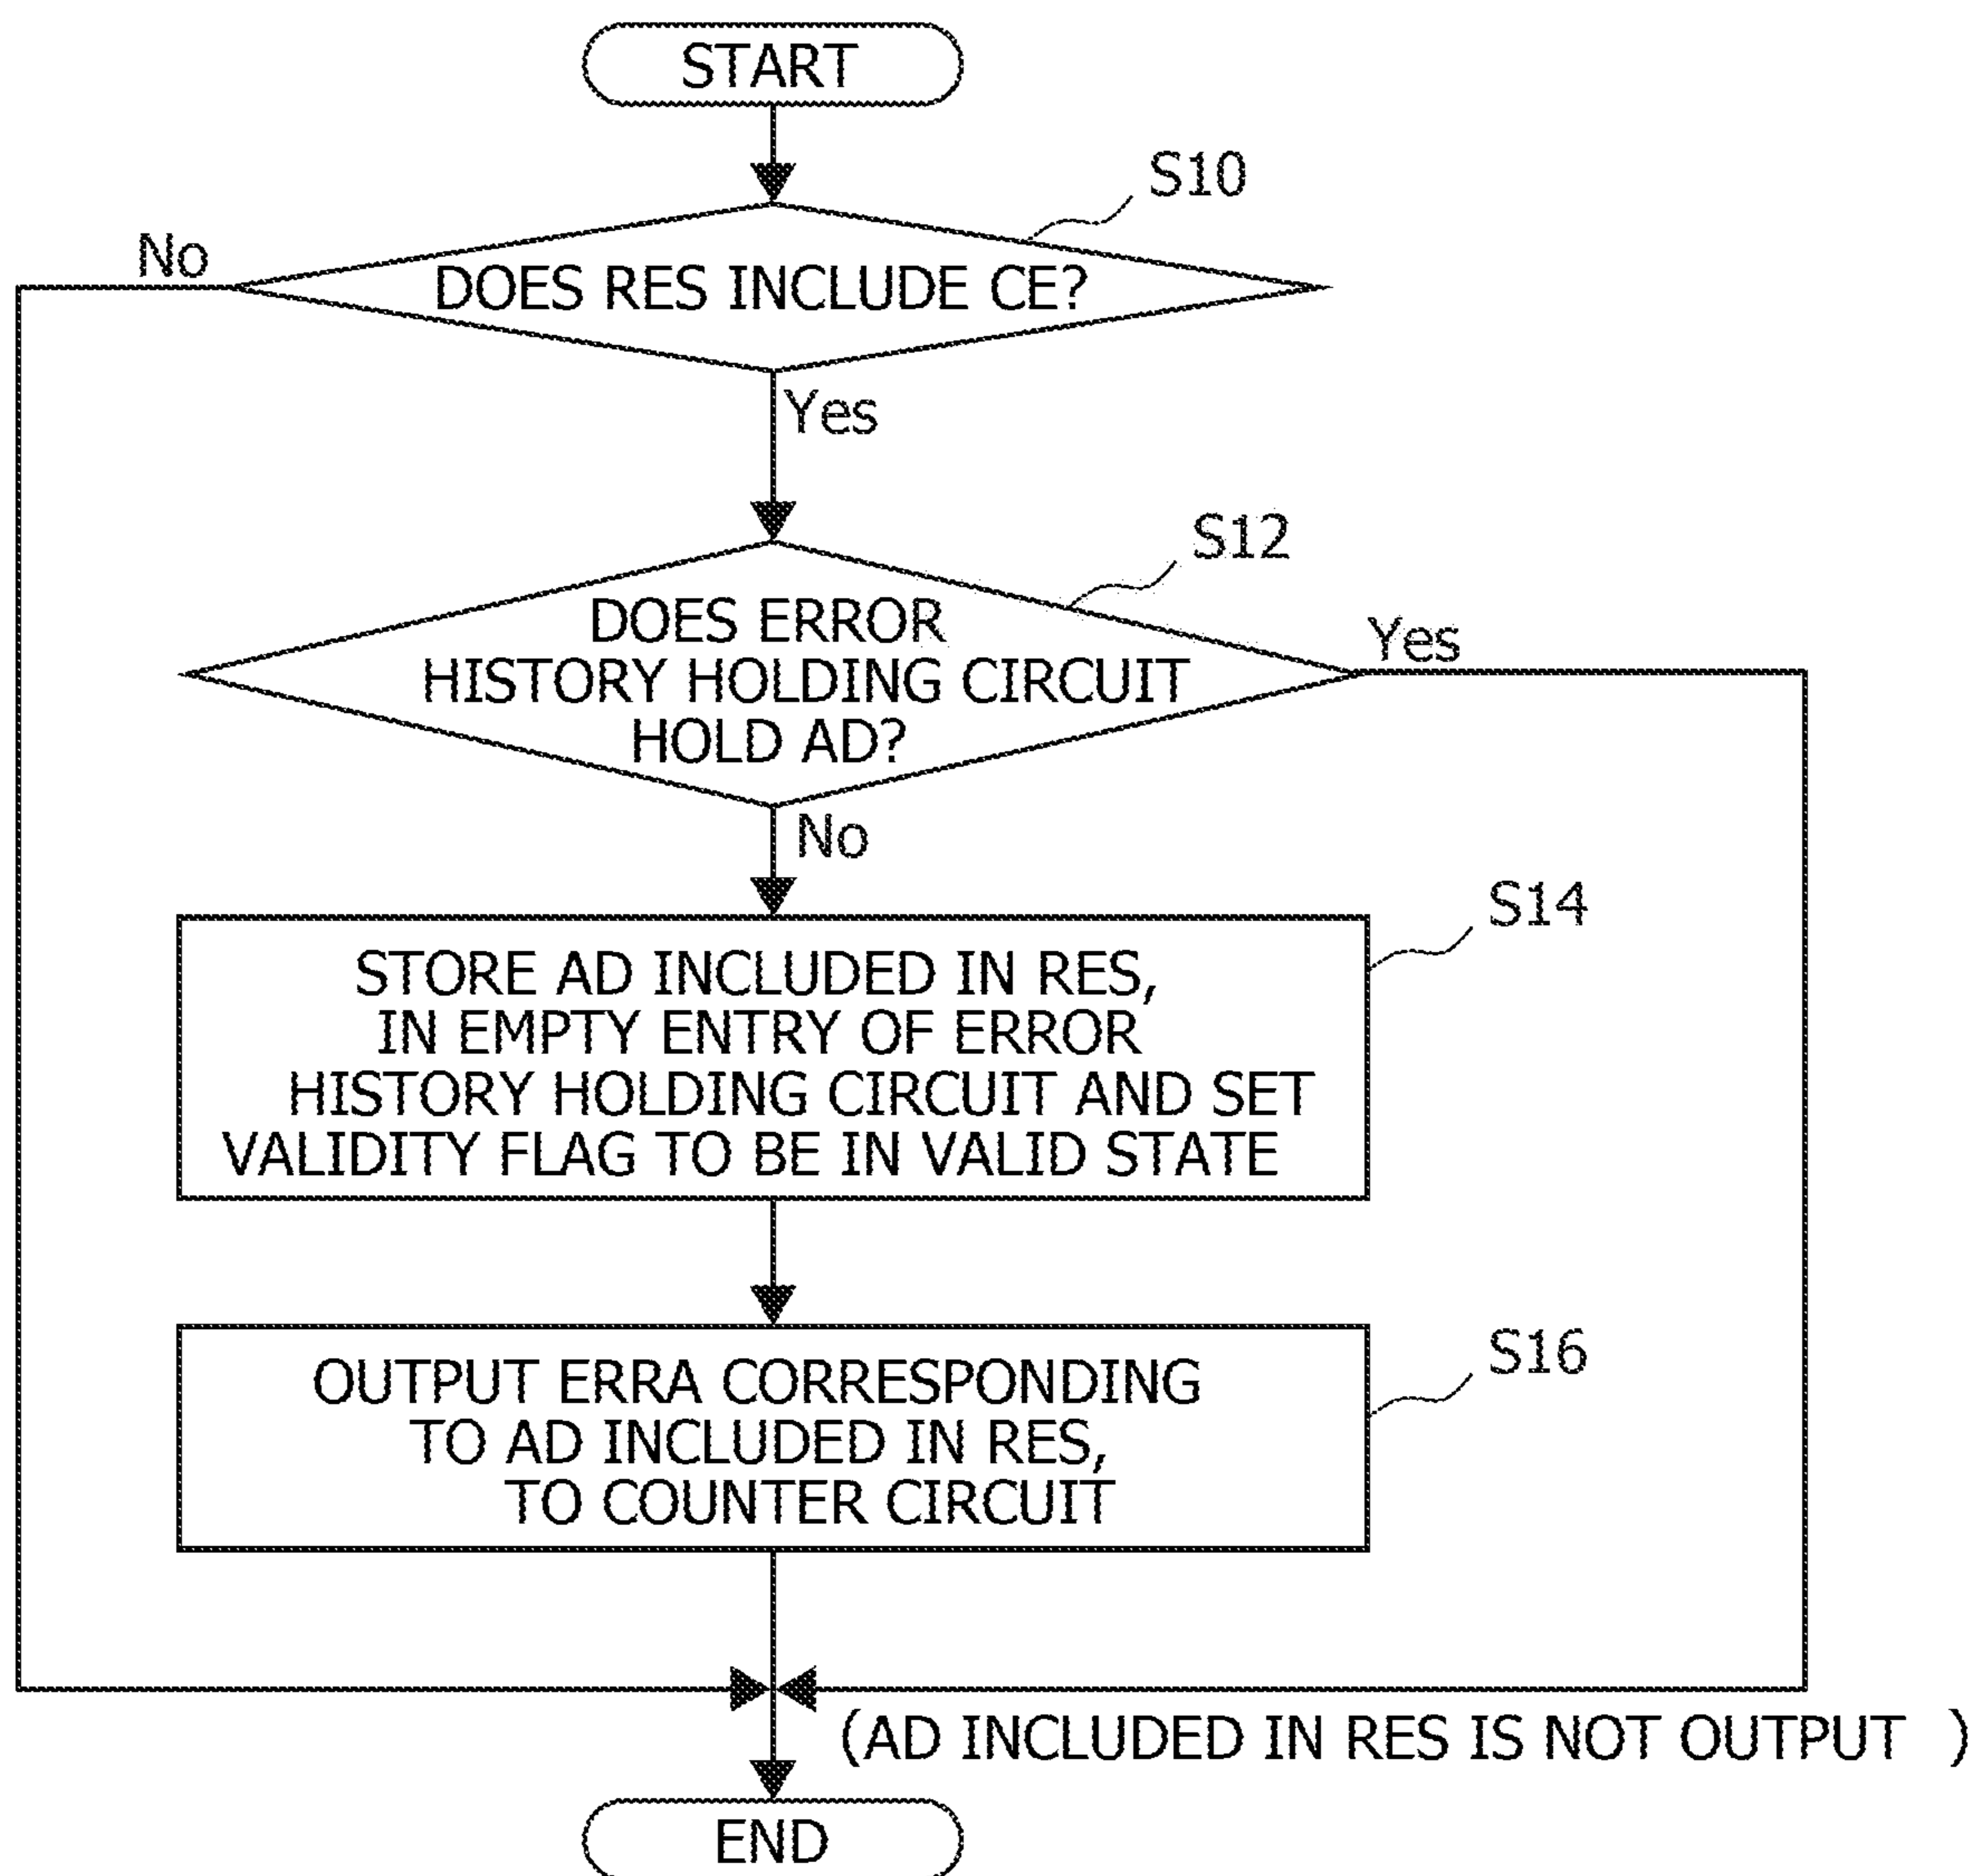 START
S10
No
DOES RES INCLUDE CE?
Yes
S12
DOES ERROR
HISTORY HOLDING CIRCUIT
HOLD AD?
Yes
No
S14
STORE AD INCLUDED IN RES,
IN EMPTY ENTRY OF ERROR
HISTORY HOLDING CIRCUIT AND SET
VALIDITY FLAG TO BE IN VALID STATE
S16
OUTPUT ERRA CORRESPONDING
TO AD INCLUDED IN RES,
TO COUNTER CIRCUIT
(AD INCLUDED IN RES IS NOT OUTPUT )
END